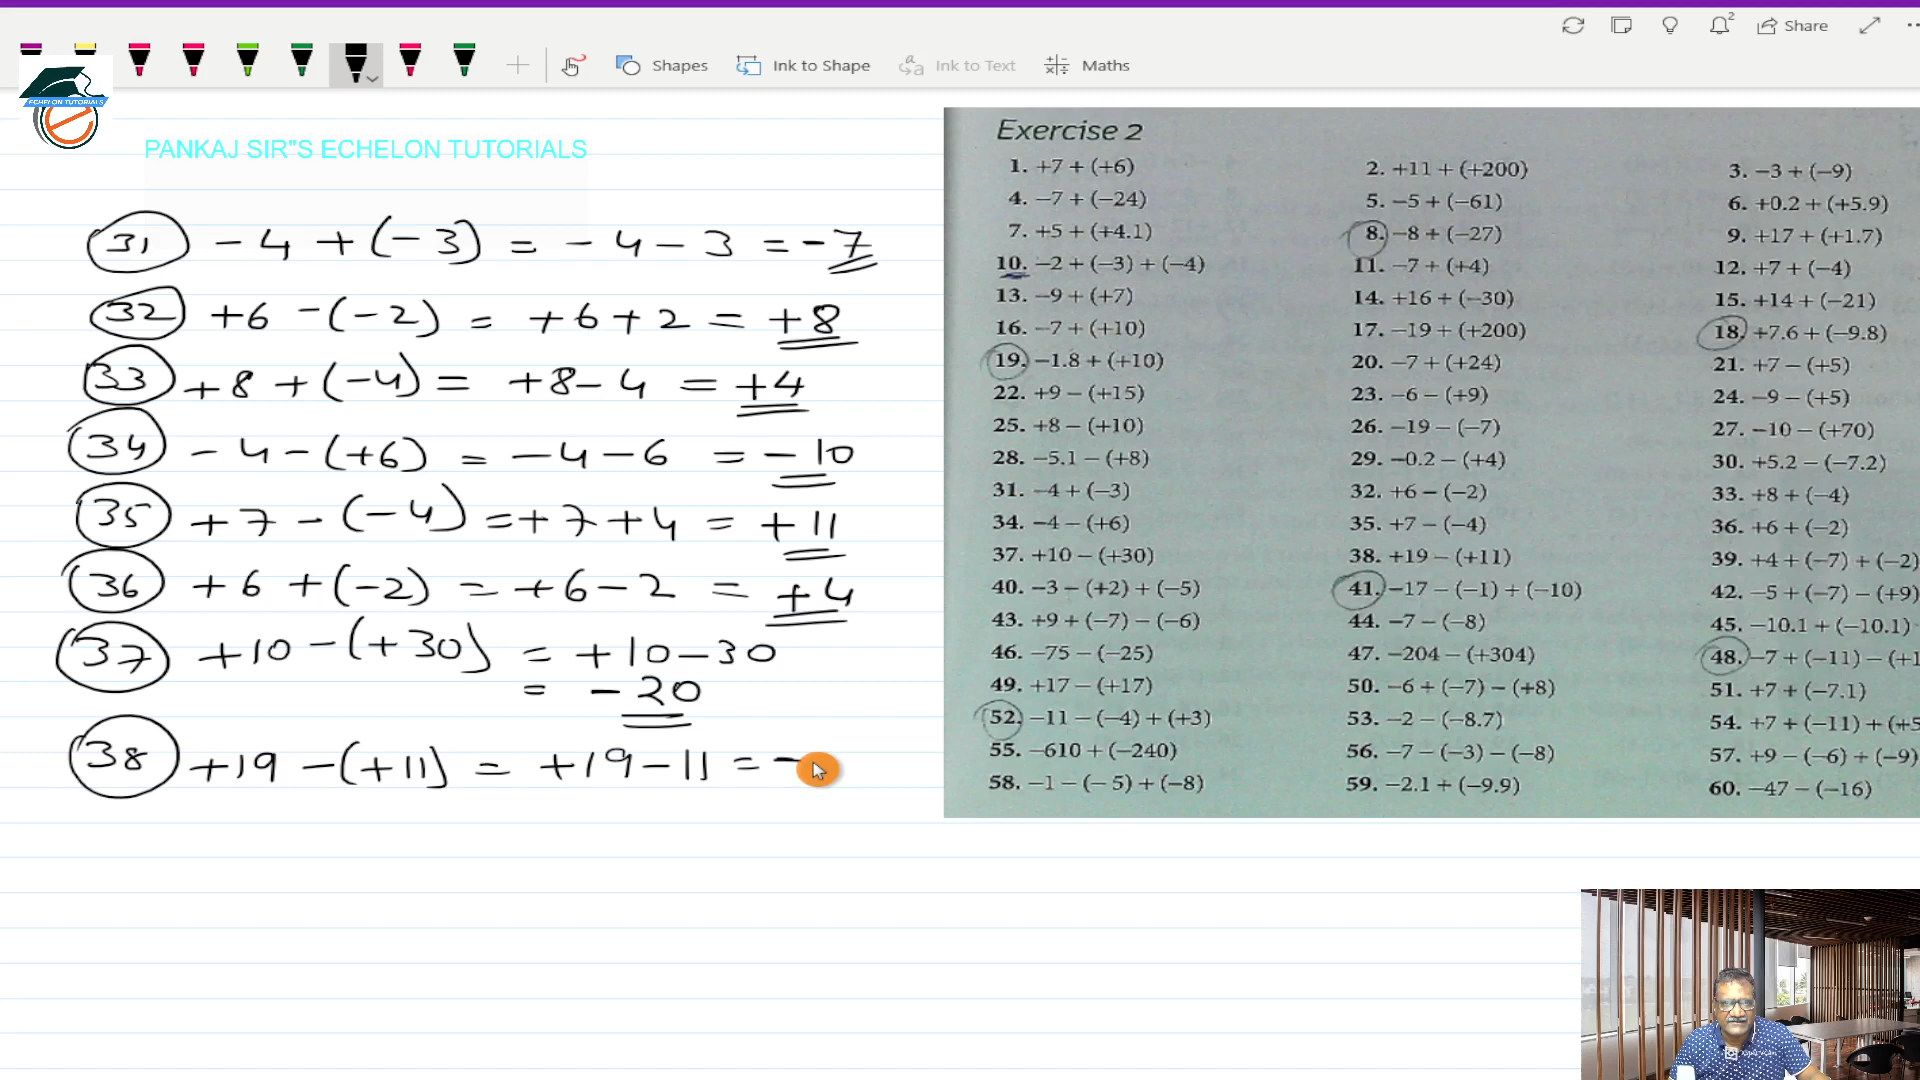 2
Share
Shapes
Ink to Shape
Ink to Text
Maths
ECHELON TUTORIALS
PANKAJ SIR"S ECHELON TUTORIALS
31 - 4 + (- 3) = - 4 - 3 = - 7
32 +6 - (- 2) = + 6 + 2 = +8
33 + 8 + (- 4) = +8 - 4 = +4
34 - 4 - (+6) = - 4 - 6 = - 10
35 + 7 - (- 4) = + 7 + 4 = + 11
36 + 6 + (- 2) = + 6 - 2 = + 4
37 +10 - (+ 30) = + 10 - 30
= - 20
38 + 19 - (+ 11) = + 19 - 11 = -
Exercise 2
1. +7 + (+6) 2. +11 + (+200) 3. −3 + (−9)
4. −7 + (−24) 5. −5 + (−61) 6. +0.2 + (+5.9)
7. +5 + (+4.1) 8. −8 + (−27) 9. +17 + (+1.7)
10. −2 + (−3) + (−4) 11. −7 + (+4) 12. +7 + (−4)
13. −9 + (+7) 14. +16 + (−30) 15. +14 + (−21)
16. −7 + (+10) 17. −19 + (+200) 18. +7.6 + (−9.8)
19. −1.8 + (+10) 20. −7 + (+24) 21. +7 − (+5)
22. +9 − (+15) 23. −6 − (+9) 24. −9 − (+5)
25. +8 − (+10) 26. −19 − (−7) 27. −10 − (+70)
28. −5.1 − (+8) 29. −0.2 − (+4) 30. +5.2 − (−7.2)
31. −4 + (−3) 32. +6 − (−2) 33. +8 + (−4)
34. −4 − (+6) 35. +7 − (−4) 36. +6 + (−2)
37. +10 − (+30) 38. +19 − (+11) 39. +4 + (−7) + (−2)
40. −3 − (+2) + (−5) 41. −17 − (−1) + (−10) 42. −5 + (−7) − (+9)
43. +9 + (−7) − (−6) 44. −7 − (−8) 45. −10.1 + (−10.1)
46. −75 − (−25) 47. −204 − (+304) 48. −7 + (−11) − (+1
49. +17 − (+17) 50. −6 + (−7) − (+8) 51. +7 + (−7.1)
52. −11 − (−4) + (+3) 53. −2 − (−8.7) 54. +7 + (−11) + (+5
55. −610 + (−240) 56. −7 − (−3) − (−8) 57. +9 − (−6) + (−9)
58. −1 − (− 5) + (−8) 59. −2.1 + (−9.9) 60. −47 − (−16)